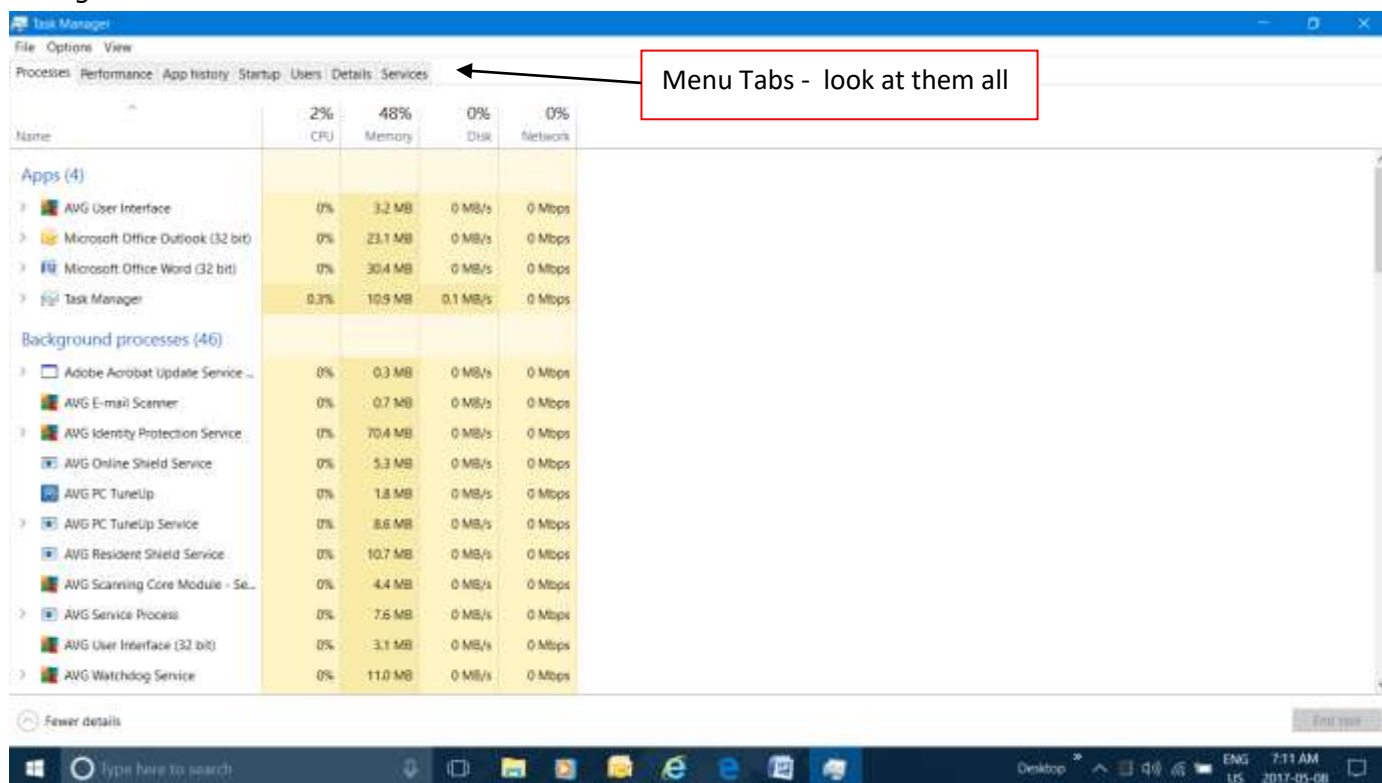 Task Manager
File Options View
Processes Performance App history Startup Users Details Services
Menu Tabs - look at them all
2% 48% 0% 0%
Name CPU Memory Disk Network
Apps (4)
AVG User Interface 0% 3.2 MB 0 MB/s 0 Mbps
Microsoft Office Outlook (32 bit) 0% 23.1 MB 0 MB/s 0 Mbps
Microsoft Office Word (32 bit) 0% 30.4 MB 0 MB/s 0 Mbps
Task Manager 0.3% 10.9 MB 0.1 MB/s 0 Mbps
Background processes (46)
Adobe Acrobat Update Service ... 0% 0.3 MB 0 MB/s 0 Mbps
AVG E-mail Scanner 0% 0.7 MB 0 MB/s 0 Mbps
AVG Identity Protection Service 0% 70.4 MB 0 MB/s 0 Mbps
AVG Online Shield Service 0% 5.3 MB 0 MB/s 0 Mbps
AVG PC TuneUp 0% 1.8 MB 0 MB/s 0 Mbps
AVG PC TuneUp Service 0% 8.6 MB 0 MB/s 0 Mbps
AVG Resident Shield Service 0% 10.7 MB 0 MB/s 0 Mbps
AVG Scanning Core Module - Se... 0% 4.4 MB 0 MB/s 0 Mbps
AVG Service Process 0% 7.6 MB 0 MB/s 0 Mbps
AVG User Interface (32 bit) 0% 3.1 MB 0 MB/s 0 Mbps
AVG Watchdog Service 0% 11.0 MB 0 MB/s 0 Mbps
Fewer details End task
Type here to search Desktop ENG 7:11 AM
US 2017-05-08